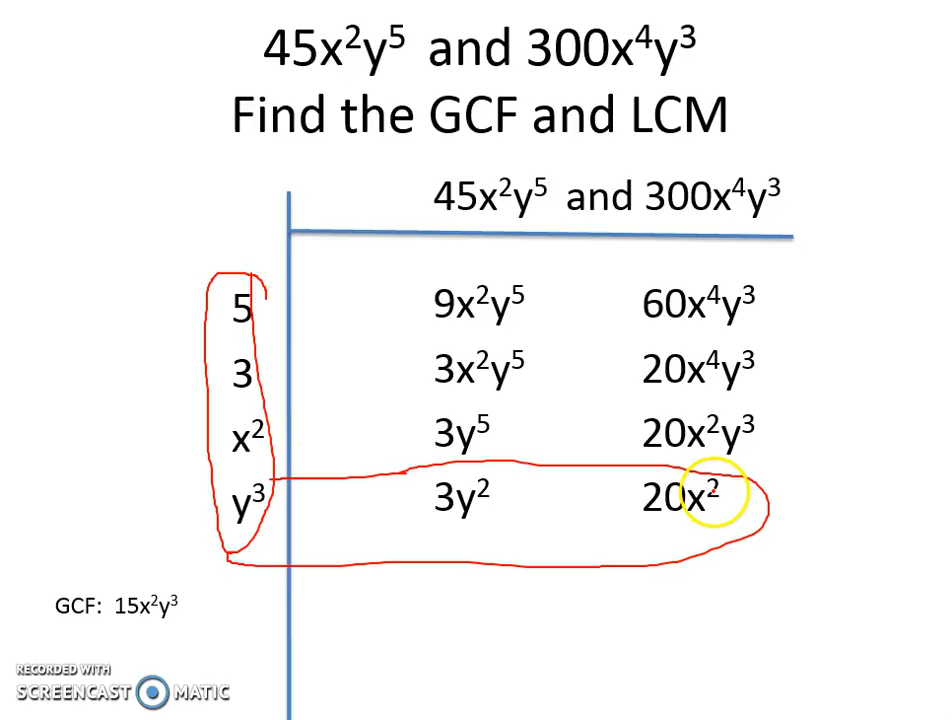 45x²y⁵ and 300x⁴y³
Find the GCF and LCM
45x²y⁵ and 300x⁴y³
5 9x²y⁵ 60x⁴y³
3 3x²y⁵ 20x⁴y³
x² 3y⁵ 20x²y³
y³ 3y² 20x²
GCF: 15x²y³
RECORDED WITH
SCREENCAST MATIC